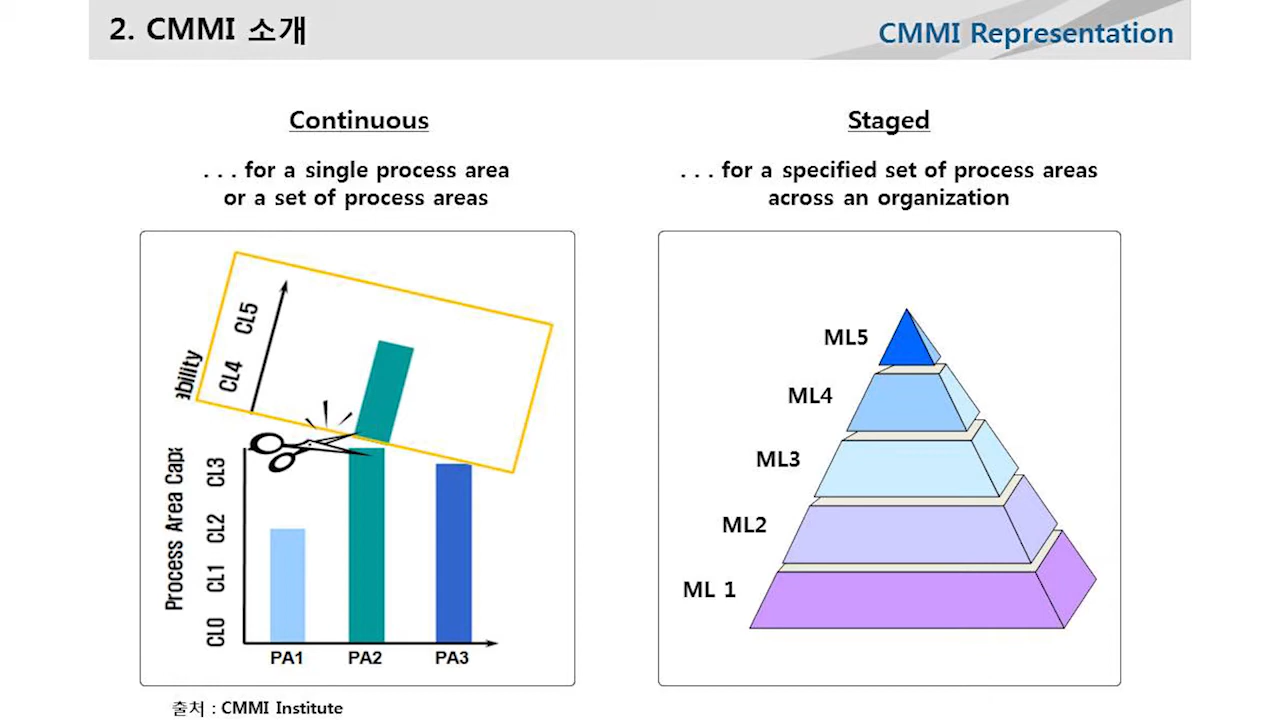 2. CMMI 소개
CMMI Representation
Continuous
. . . for a single process area
or a set of process areas
Staged
. . . for a specified set of process areas
across an organization
CL5
CL4
ability
Process Area Capa
CL3
CL2
CL1
CL0
PA1
PA2
PA3
ML5
ML4
ML3
ML2
ML 1
출처 : CMMI Institute